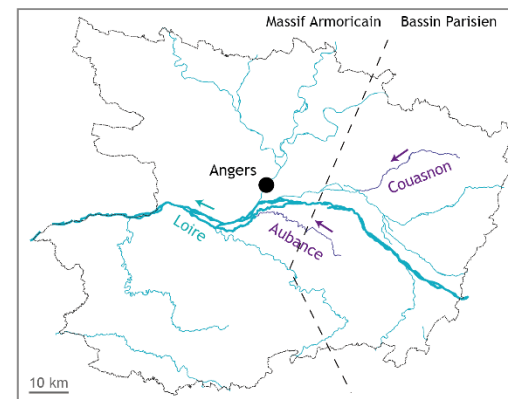 Massif Armoricain
Bassin Parisien
Angers
Couasnon
Loire
Aubance
10 km